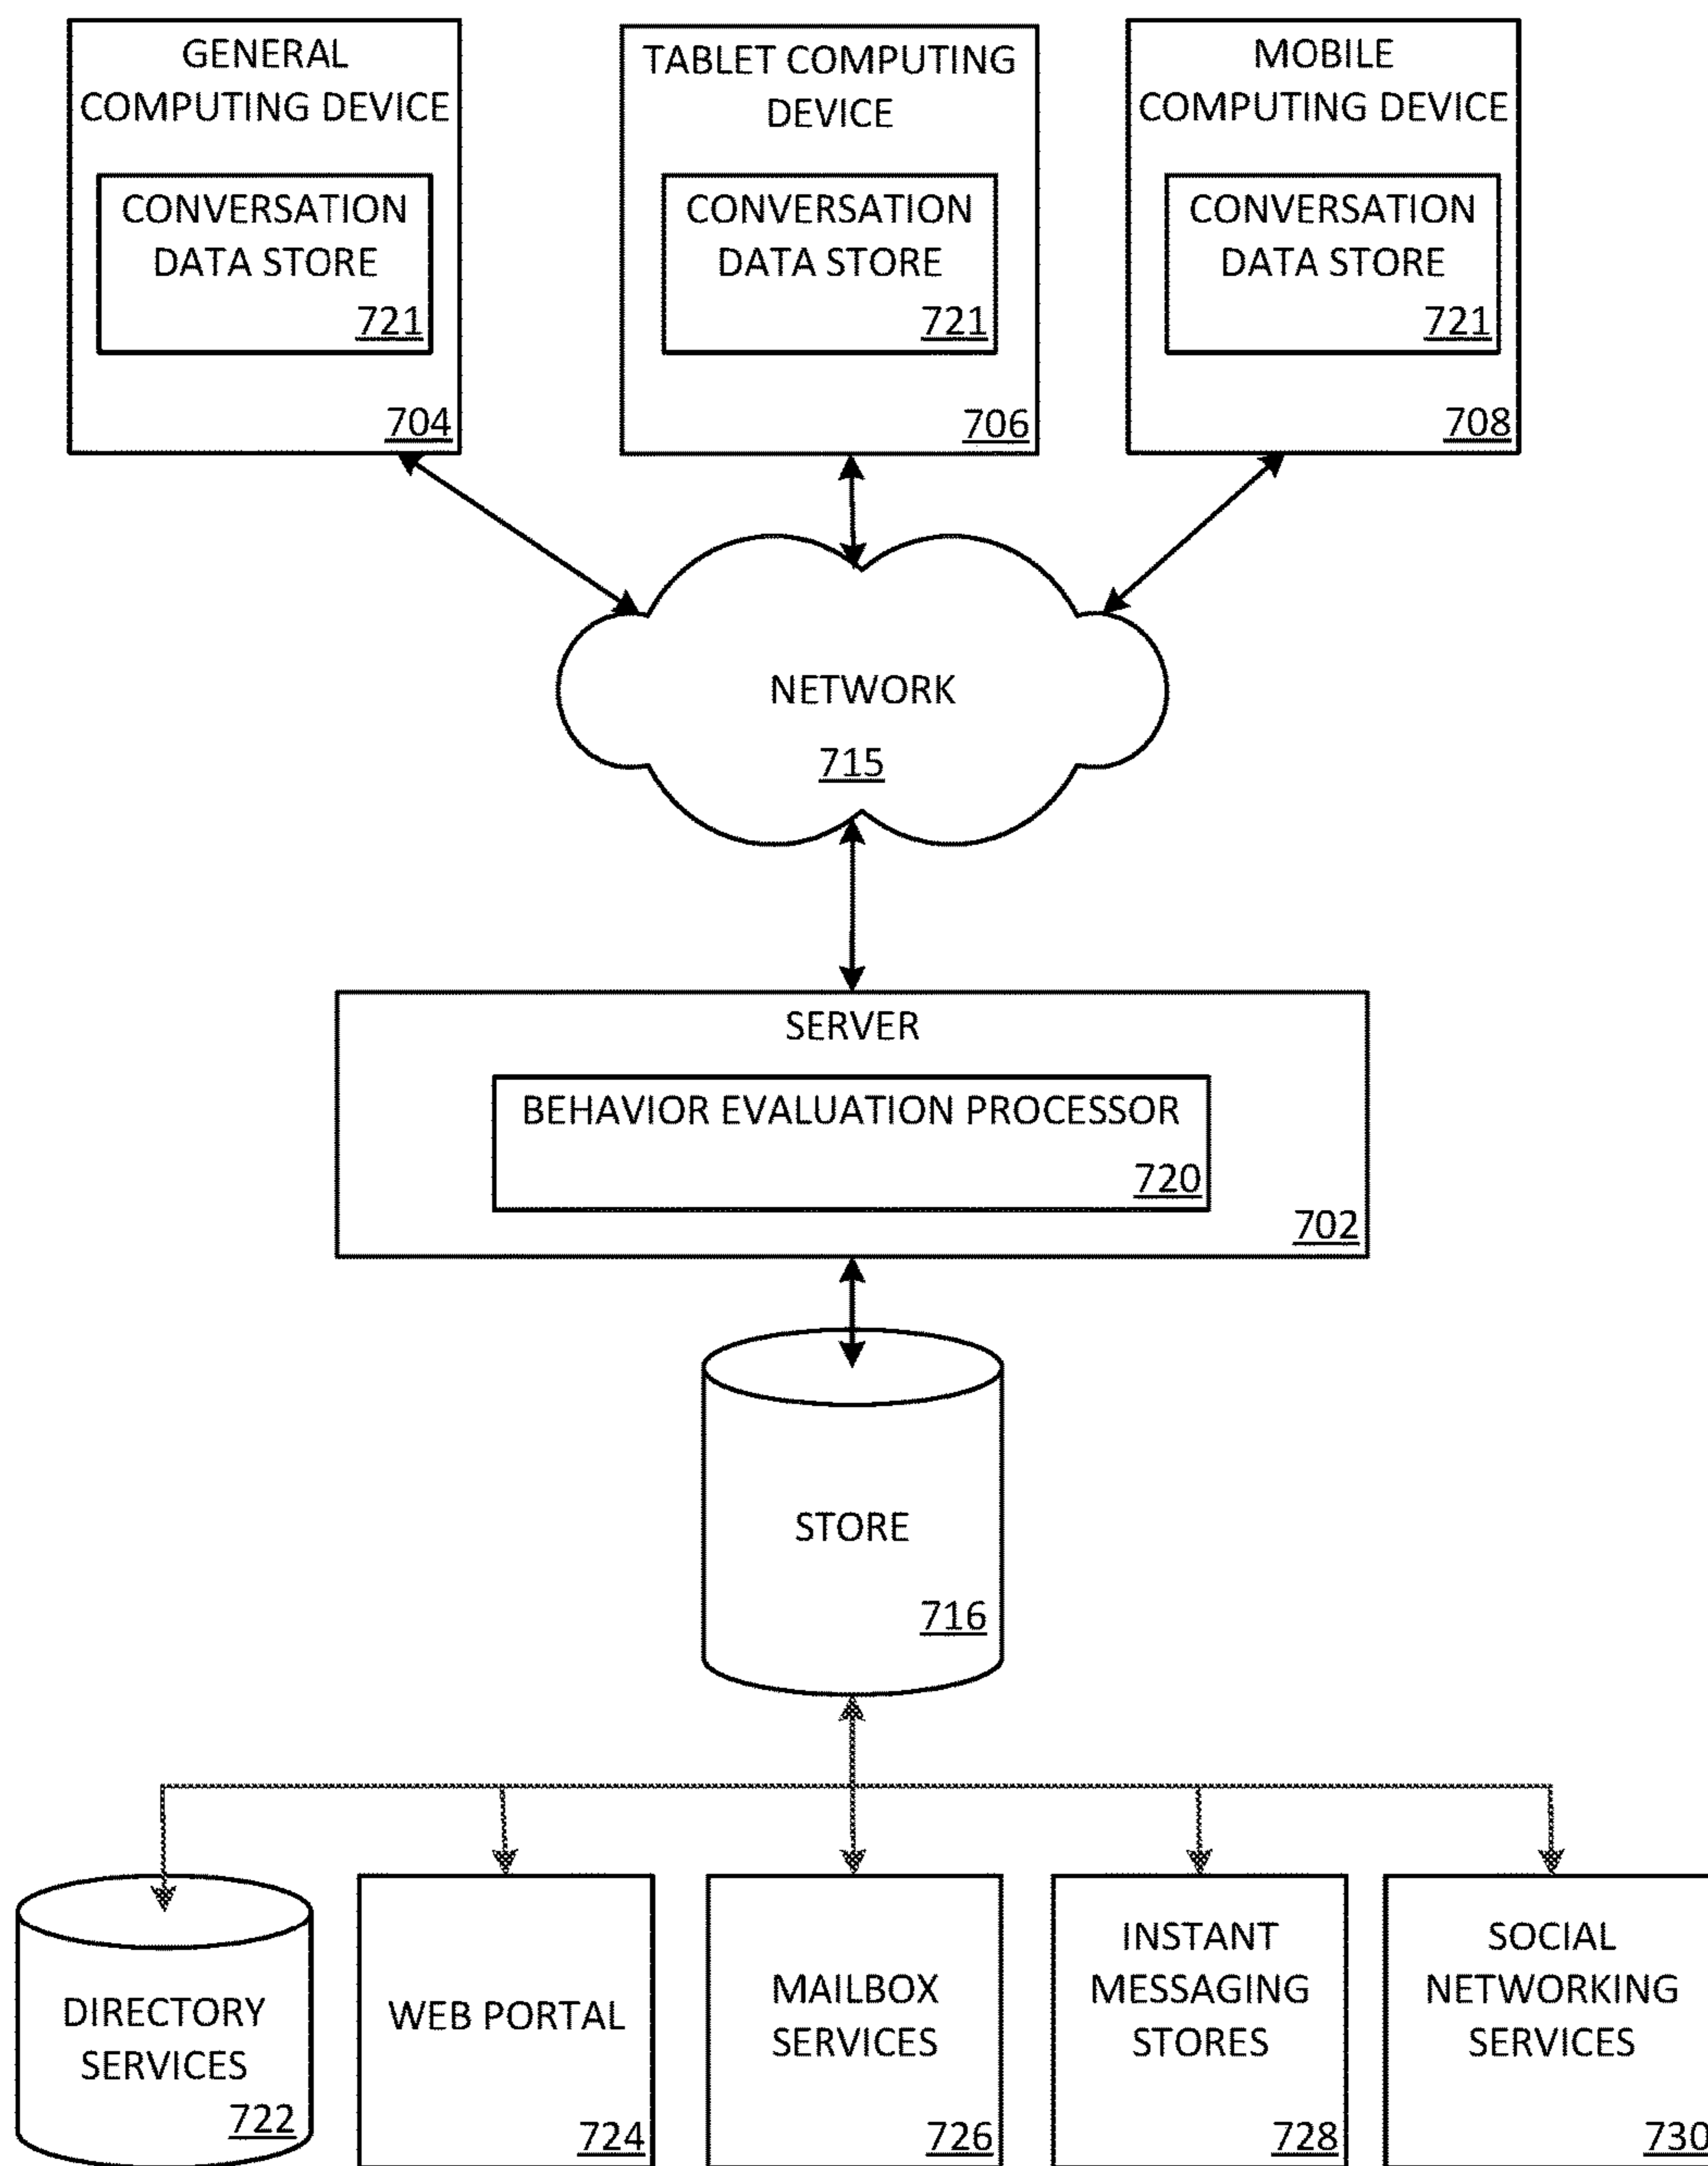 GENERAL
COMPUTING DEVICE
CONVERSATION
DATA STORE
721
704
TABLET COMPUTING
DEVICE
CONVERSATION
DATA STORE
721
706
MOBILE
COMPUTING DEVICE
CONVERSATION
DATA STORE
721
708
NETWORK
715
SERVER
BEHAVIOR EVALUATION PROCESSOR
720
702
STORE
716
DIRECTORY
SERVICES
722
WEB PORTAL
724
MAILBOX
SERVICES
726
INSTANT
MESSAGING
STORES
728
SOCIAL
NETWORKING
SERVICES
730